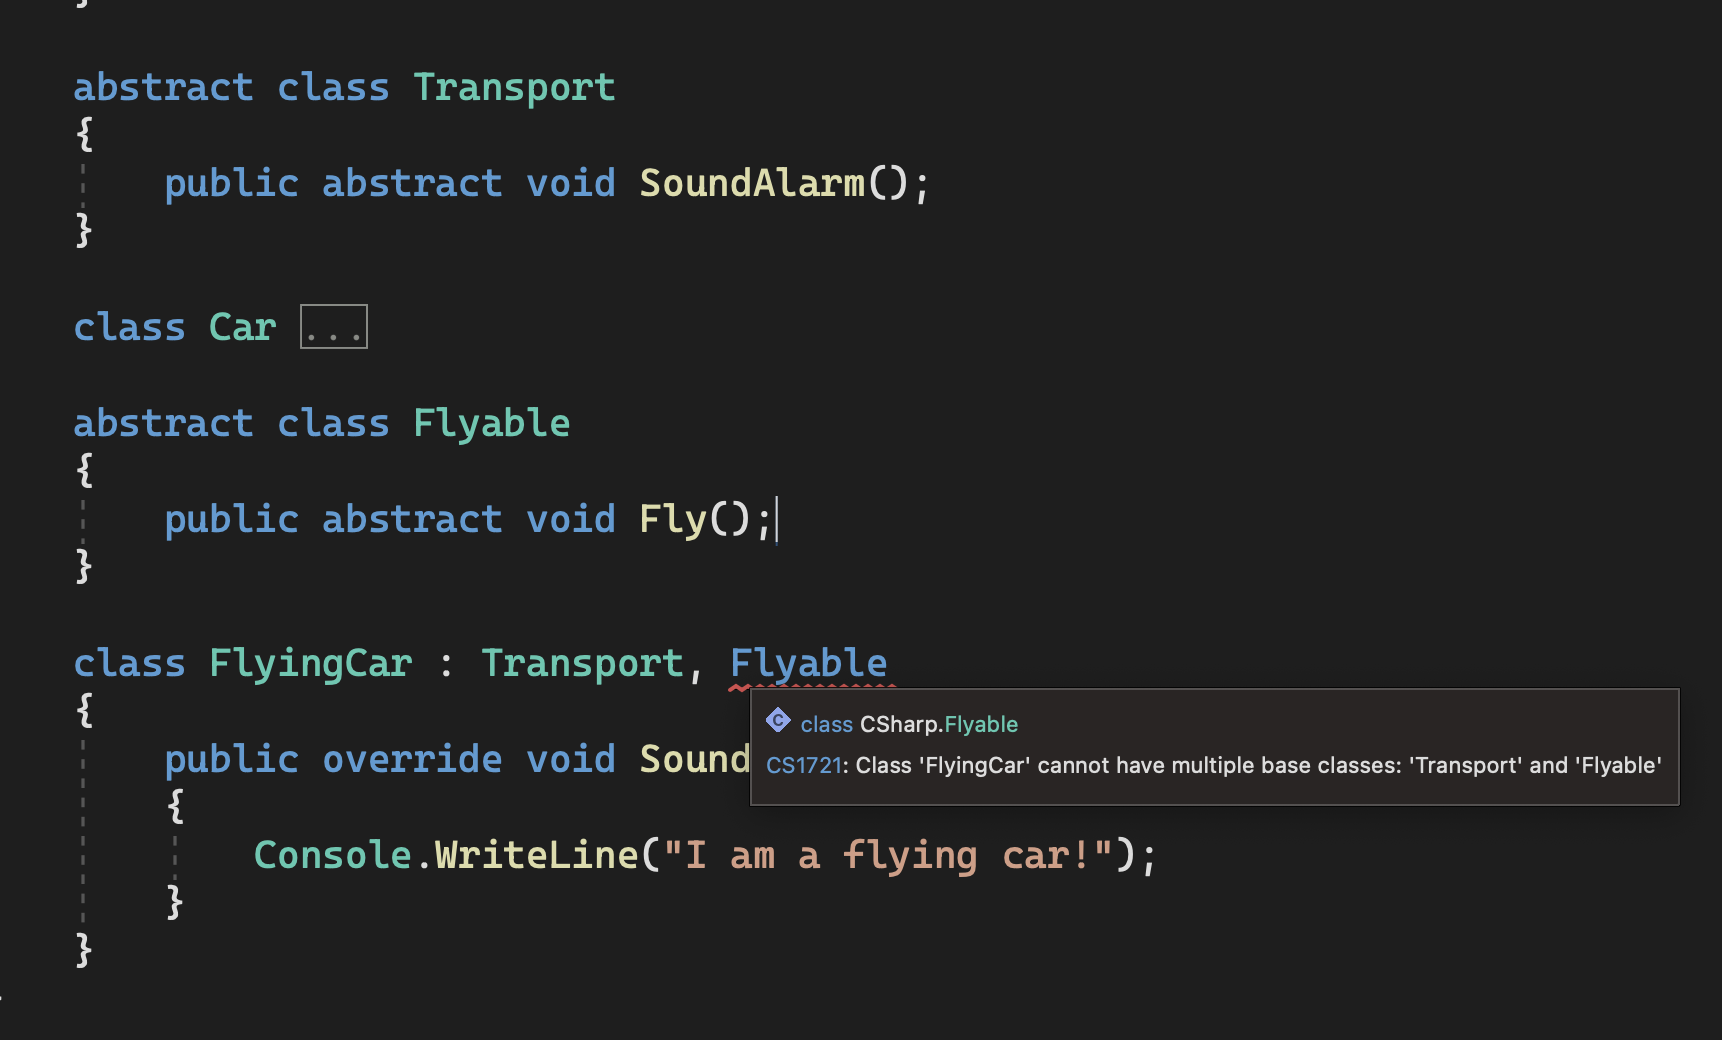 }
abstract class Transport
{
    public abstract void SoundAlarm();
}
class Car ...
abstract class Flyable
{
    public abstract void Fly();
}
class FlyingCar : Transport, Flyable
{
    public override void Sound
class CSharp.Flyable
CS1721: Class 'FlyingCar' cannot have multiple base classes: 'Transport' and 'Flyable'
    {
        Console.WriteLine("I am a flying car!");
    }
}